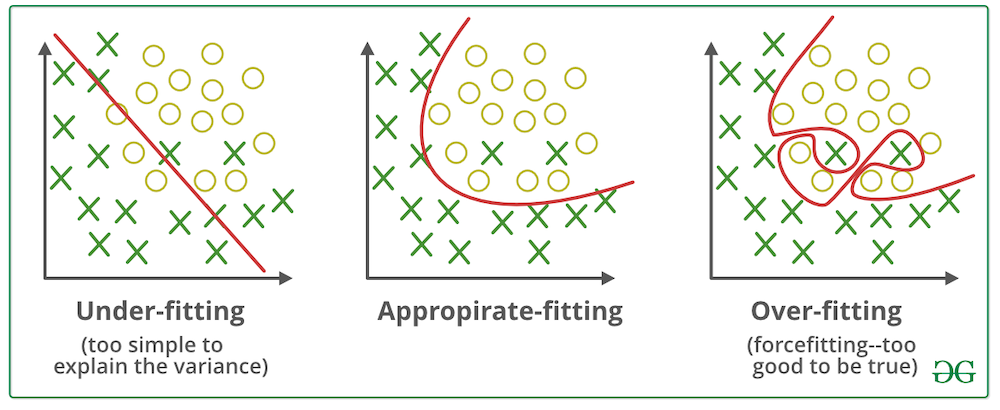 Under-fitting
(too simple to
explain the variance)
Appropirate-fitting
Over-fitting
(forcefitting--too
good to be true)
GG